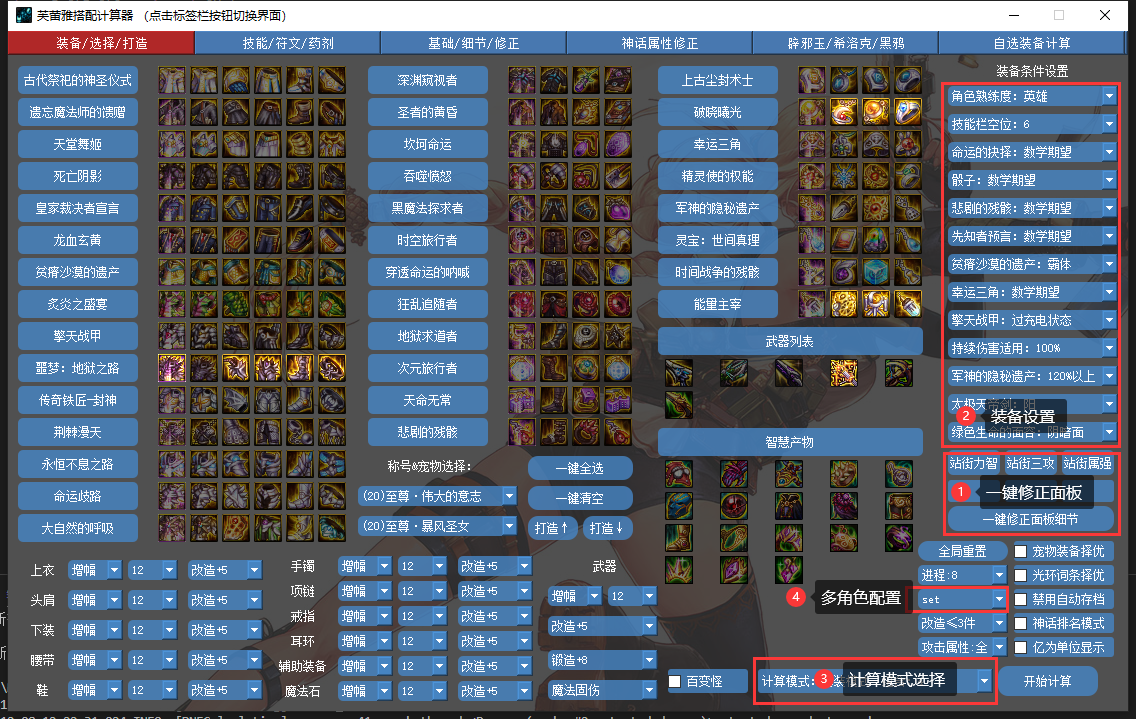 芙蕾雅搭配计算器 （点击标签栏按钮切换界面）
装备/选择/打造 技能/符文/药剂 基础/细节/修正 神话属性修正 辟邪玉/希洛克/黑鸦 自选装备计算
古代祭祀的神圣仪式
遗忘魔法师的馈赠
天堂舞姬
死亡阴影
皇家裁决者宣言
龙血玄黄
贫瘠沙漠的遗产
炙炎之盛宴
擎天战甲
噩梦：地狱之路
传奇铁匠-封神
荆棘漫天
永恒不息之路
命运歧路
大自然的呼吸
深渊窥视者
圣者的黄昏
坎坷命运
吞噬愤怒
黑魔法探求者
时空旅行者
穿透命运的呐喊
狂乱追随者
地狱求道者
次元旅行者
天命无常
悲剧的残骸
称号&宠物选择：
(20)至尊·伟大的意志
(20)至尊·暴风圣女
一键全选
一键清空
打造↑ 打造↓
上古尘封术士
破晓曦光
幸运三角
精灵使的权能
军神的隐秘遗产
灵宝：世间真理
时间战争的残骸
能量主宰
武器列表
智慧产物
装备条件设置
角色熟练度：英雄
技能栏空位：6
命运的抉择：数学期望
骰子：数学期望
悲剧的残骸：数学期望
先知者预言：数学期望
贫瘠沙漠的遗产：霸体
幸运三角：数学期望
擎天战甲：过充电状态
持续伤害适用：100%
军神的隐秘遗产：120%以上
太极天帝剑：阳
2 装备设置
绿色生命的面容：阴暗面
站街力智 站街三攻 站街属强
1 一键修正面板
一键修正面板细节
全局重置 宠物装备择优
进程:8 光环词条择优
4 多角色配置 set 禁用自动存档
改造≤3件 神话排名模式
攻击属性:全 亿为单位显示
上衣 增幅 12 改造+5
头肩 增幅 12 改造+5
下装 增幅 12 改造+5
腰带 增幅 12 改造+5
鞋 增幅 12 改造+5
手镯 增幅 12 改造+5
项链 增幅 12 改造+5
戒指 增幅 12 改造+5
耳环 增幅 12 改造+5
辅助装备 增幅 12 改造+5
魔法石 增幅 12 改造+5
武器
增幅 12
改造+5
锻造+8
魔法固伤
百变怪
计算模式： 3 计算模式选择
开始计算